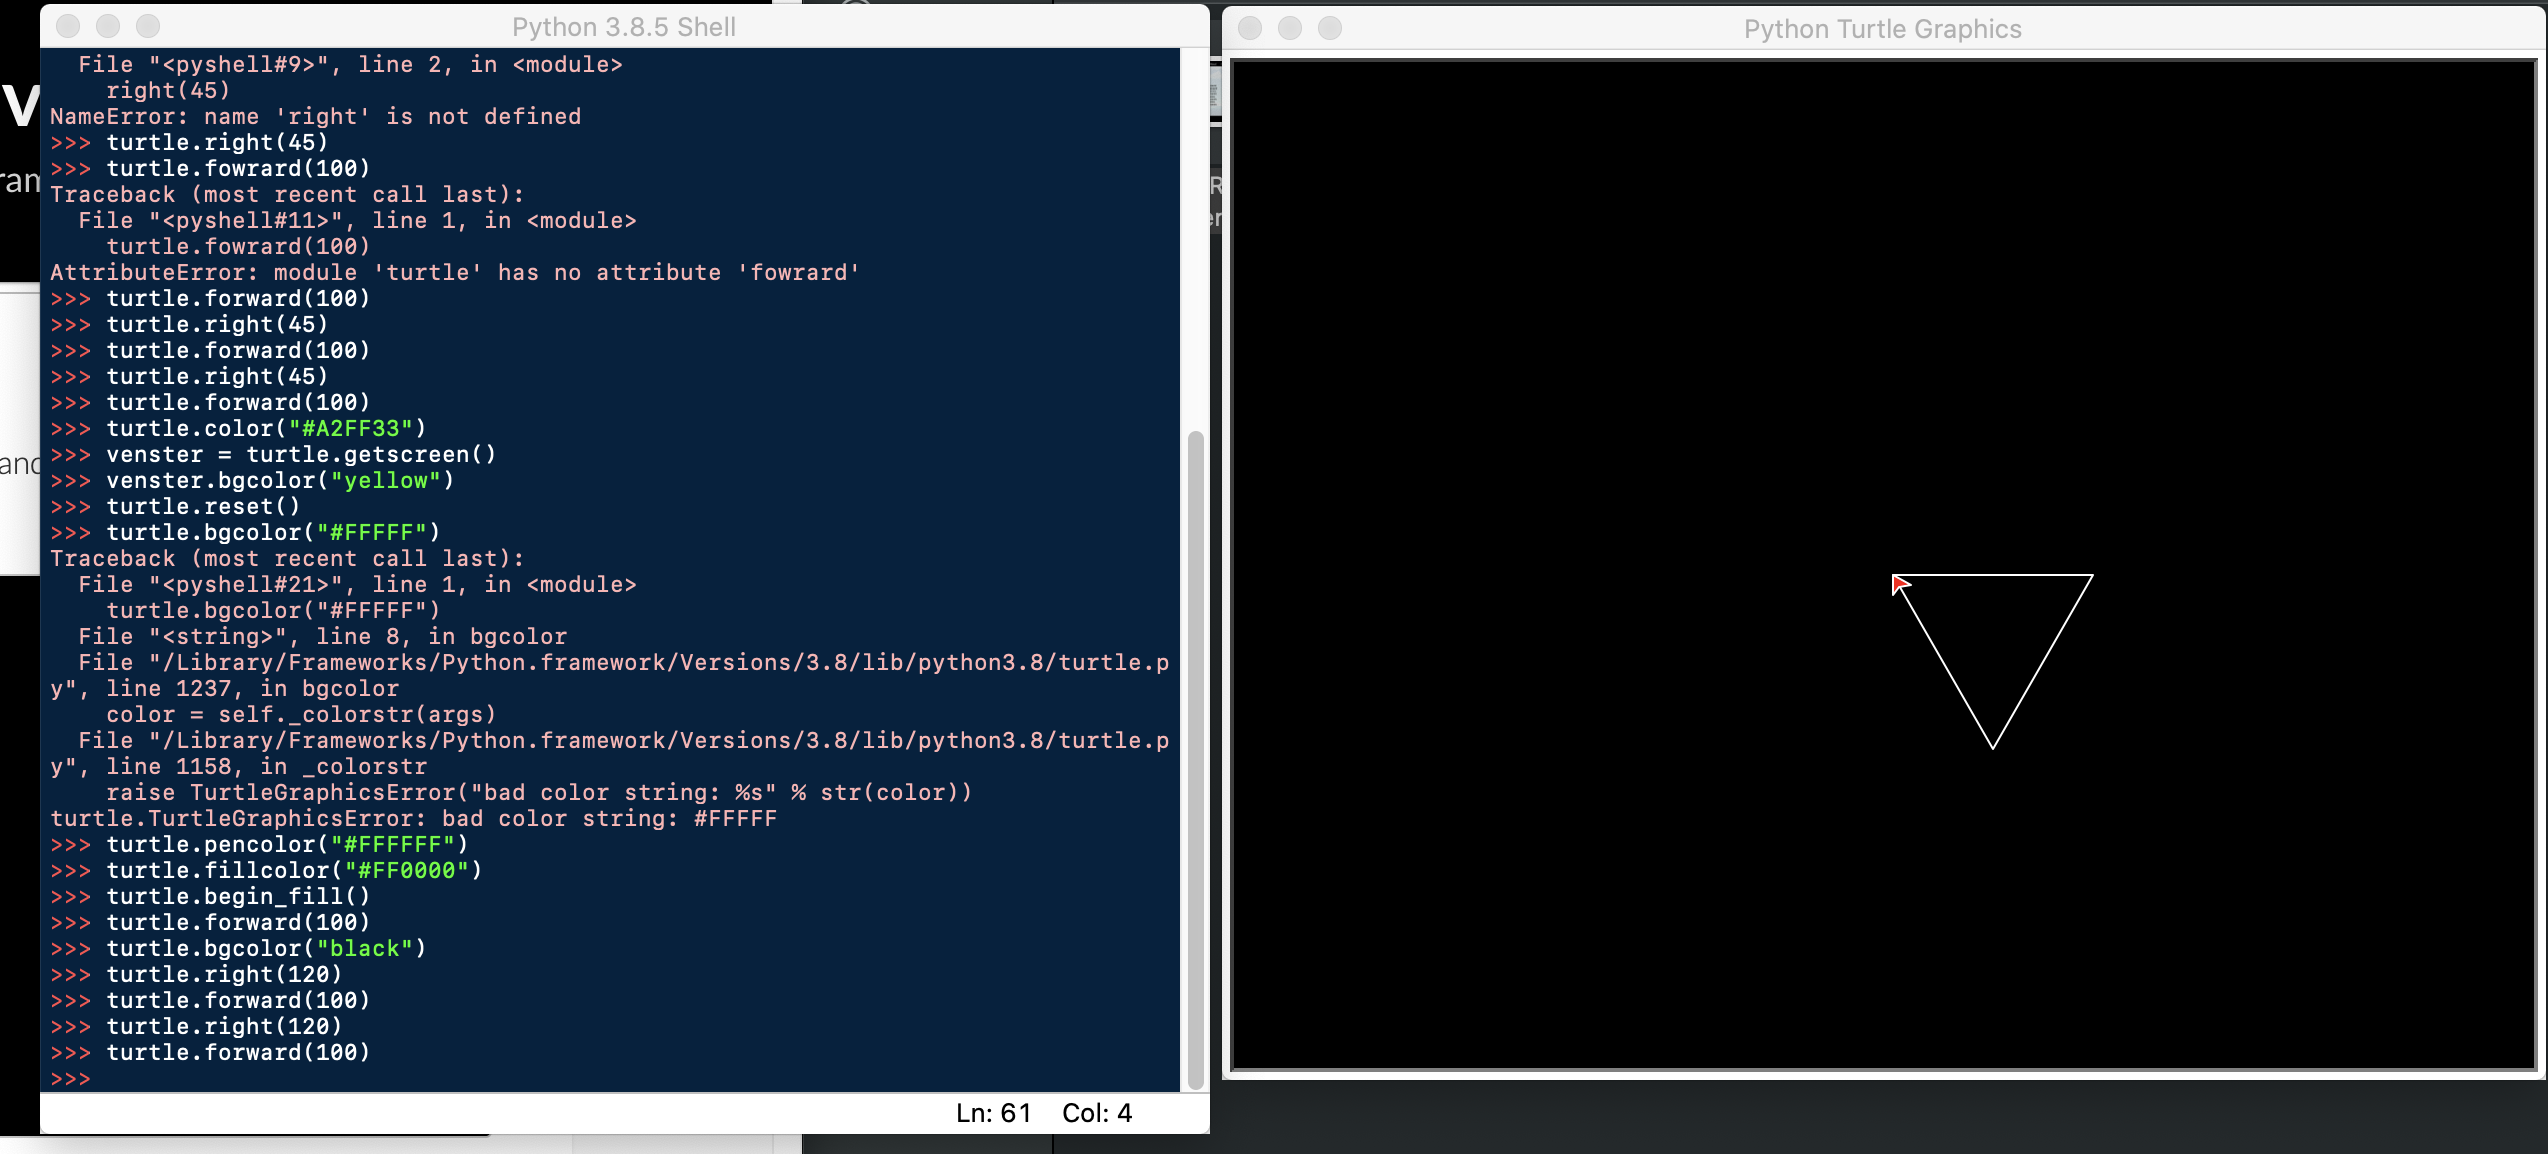 Python 3.8.5 Shell
  File "<pyshell#9>", line 2, in <module>
    right(45)
NameError: name 'right' is not defined
>>> turtle.right(45)
>>> turtle.fowrard(100)
Traceback (most recent call last):
  File "<pyshell#11>", line 1, in <module>
    turtle.fowrard(100)
AttributeError: module 'turtle' has no attribute 'fowrard'
>>> turtle.forward(100)
>>> turtle.right(45)
>>> turtle.forward(100)
>>> turtle.right(45)
>>> turtle.forward(100)
>>> turtle.color("#A2FF33")
>>> venster = turtle.getscreen()
>>> venster.bgcolor("yellow")
>>> turtle.reset()
>>> turtle.bgcolor("#FFFFF")
Traceback (most recent call last):
  File "<pyshell#21>", line 1, in <module>
    turtle.bgcolor("#FFFFF")
  File "<string>", line 8, in bgcolor
  File "/Library/Frameworks/Python.framework/Versions/3.8/lib/python3.8/turtle.p
y", line 1237, in bgcolor
    color = self._colorstr(args)
  File "/Library/Frameworks/Python.framework/Versions/3.8/lib/python3.8/turtle.p
y", line 1158, in _colorstr
    raise TurtleGraphicsError("bad color string: %s" % str(color))
turtle.TurtleGraphicsError: bad color string: #FFFFF
>>> turtle.pencolor("#FFFFFF")
>>> turtle.fillcolor("#FF0000")
>>> turtle.begin_fill()
>>> turtle.forward(100)
>>> turtle.bgcolor("black")
>>> turtle.right(120)
>>> turtle.forward(100)
>>> turtle.right(120)
>>> turtle.forward(100)
>>>
Ln: 61 Col: 4
Python Turtle Graphics